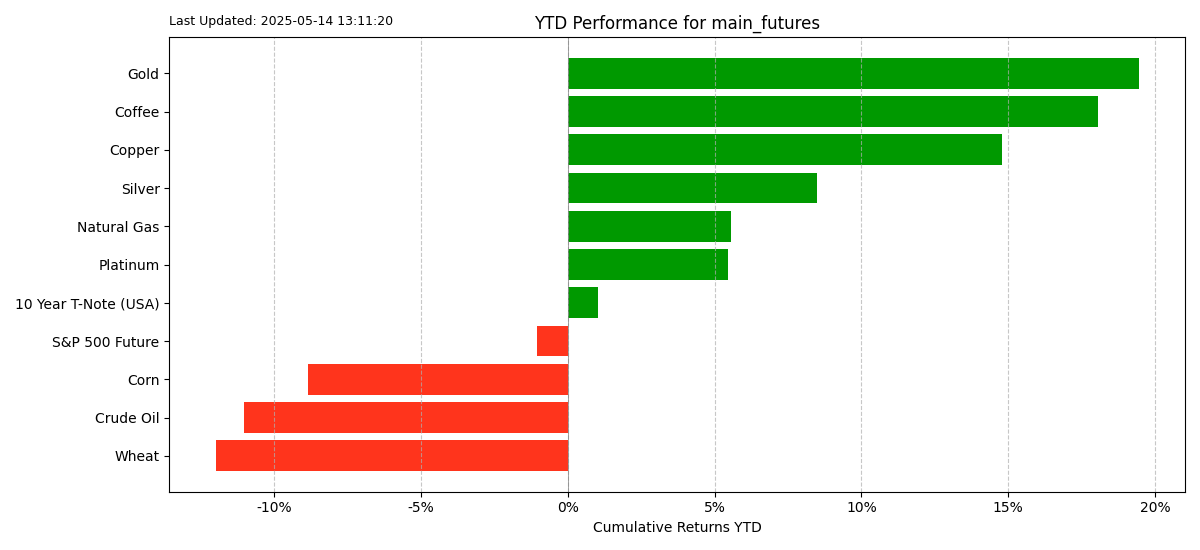 Last Updated: 2025-05-14 13:11:20
YTD Performance for main_futures
Gold
Coffee
Copper
Silver
Natural Gas
Platinum
10 Year T-Note (USA)
S&P 500 Future
Corn
Crude Oil
Wheat
-10% -5% 0% 5% 10% 15% 20%
Cumulative Returns YTD